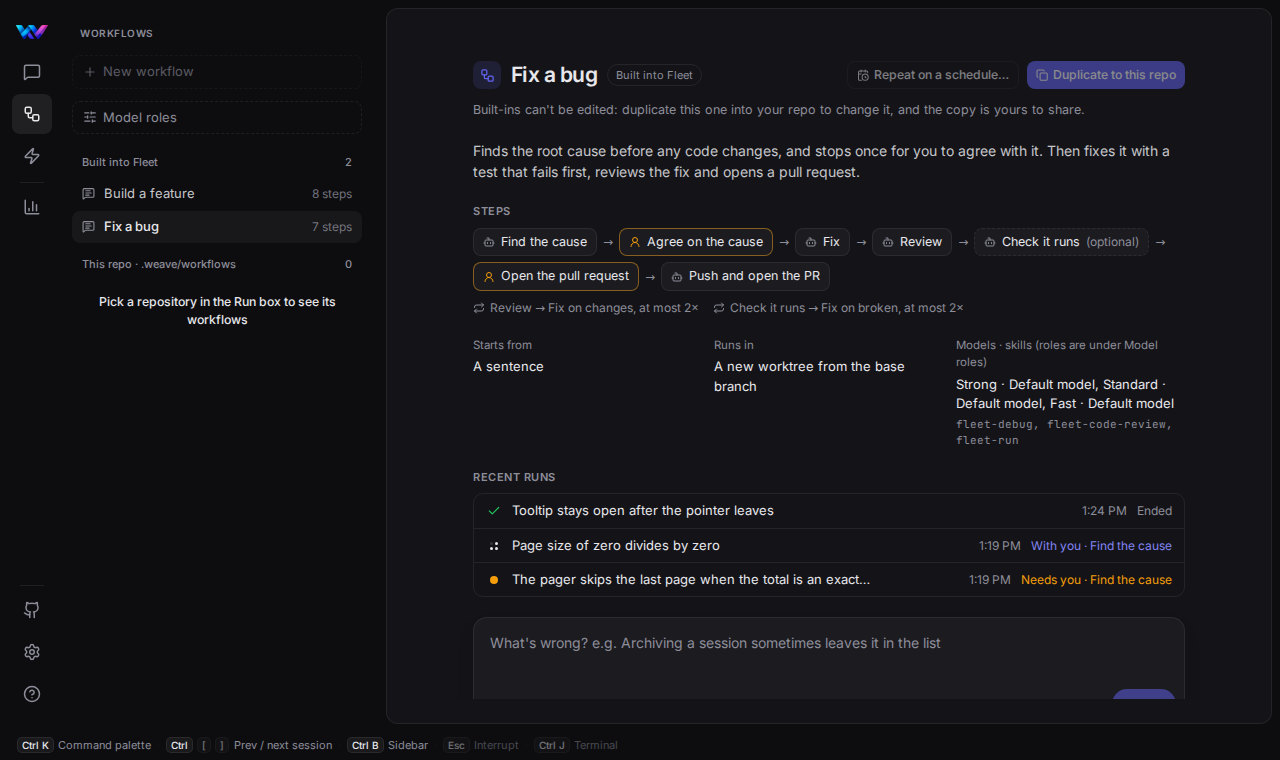 WORKFLOWS
New workflow
Model roles
Built into Fleet 2
Build a feature 8 steps
Fix a bug 7 steps
This repo · .weave/workflows 0
Pick a repository in the Run box to see its
workflows
Fix a bug Built into Fleet Repeat on a schedule... Duplicate to this repo
Built-ins can't be edited: duplicate this one into your repo to change it, and the copy is yours to share.
Finds the root cause before any code changes, and stops once for you to agree with it. Then fixes it with a
test that fails first, reviews the fix and opens a pull request.
STEPS
Find the cause → Agree on the cause → Fix → Review → Check it runs (optional) →
Open the pull request → Push and open the PR
Review → Fix on changes, at most 2× Check it runs → Fix on broken, at most 2×
Starts from
A sentence
Runs in
A new worktree from the base
branch
Models · skills (roles are under Model
roles)
Strong · Default model, Standard ·
Default model, Fast · Default model
fleet-debug, fleet-code-review,
fleet-run
RECENT RUNS
Tooltip stays open after the pointer leaves 1:24 PM Ended
Page size of zero divides by zero 1:19 PM With you · Find the cause
The pager skips the last page when the total is an exact... 1:19 PM Needs you · Find the cause
What's wrong? e.g. Archiving a session sometimes leaves it in the list
Ctrl K Command palette Ctrl [ ] Prev / next session Ctrl B Sidebar Esc Interrupt Ctrl J Terminal